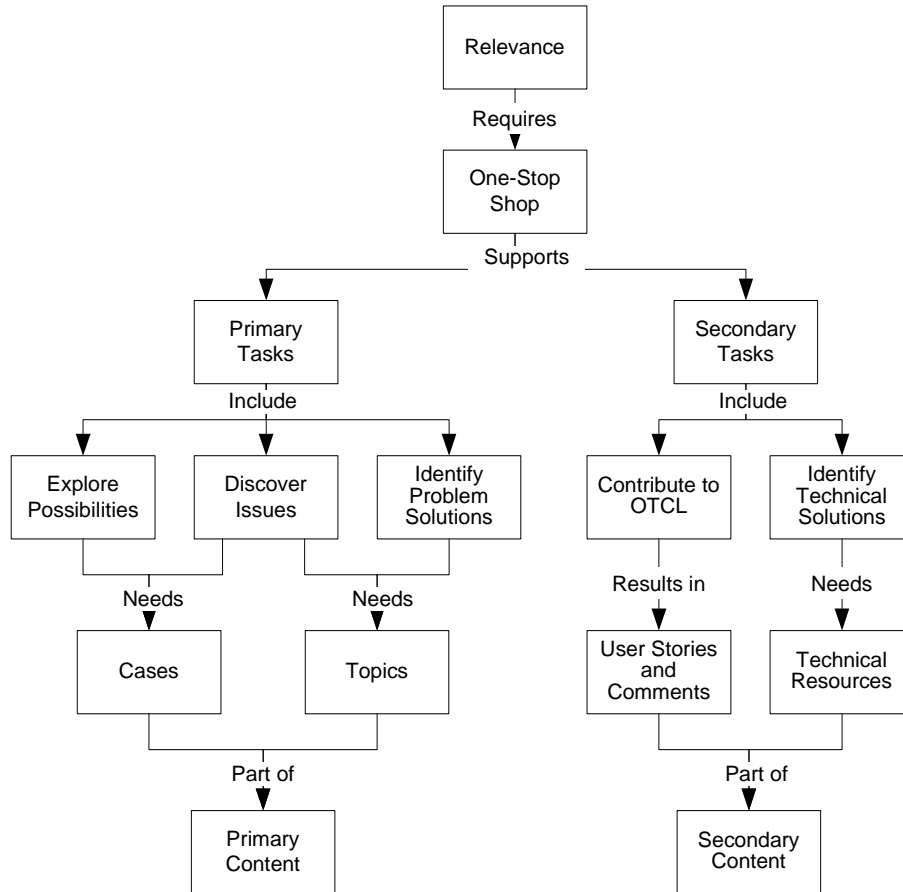 Relevance
Requires
One-Stop
Shop
Supports
Primary
Tasks
Secondary
Tasks
Include
Include
Explore
Possibilities
Discover
Issues
Identify
Problem
Solutions
Contribute to
OTCL
Identify
Technical
Solutions
Needs
Needs
Results in
Needs
Cases
Topics
User Stories
and
Comments
Technical
Resources
Part of
Part of
Primary
Content
Secondary
Content